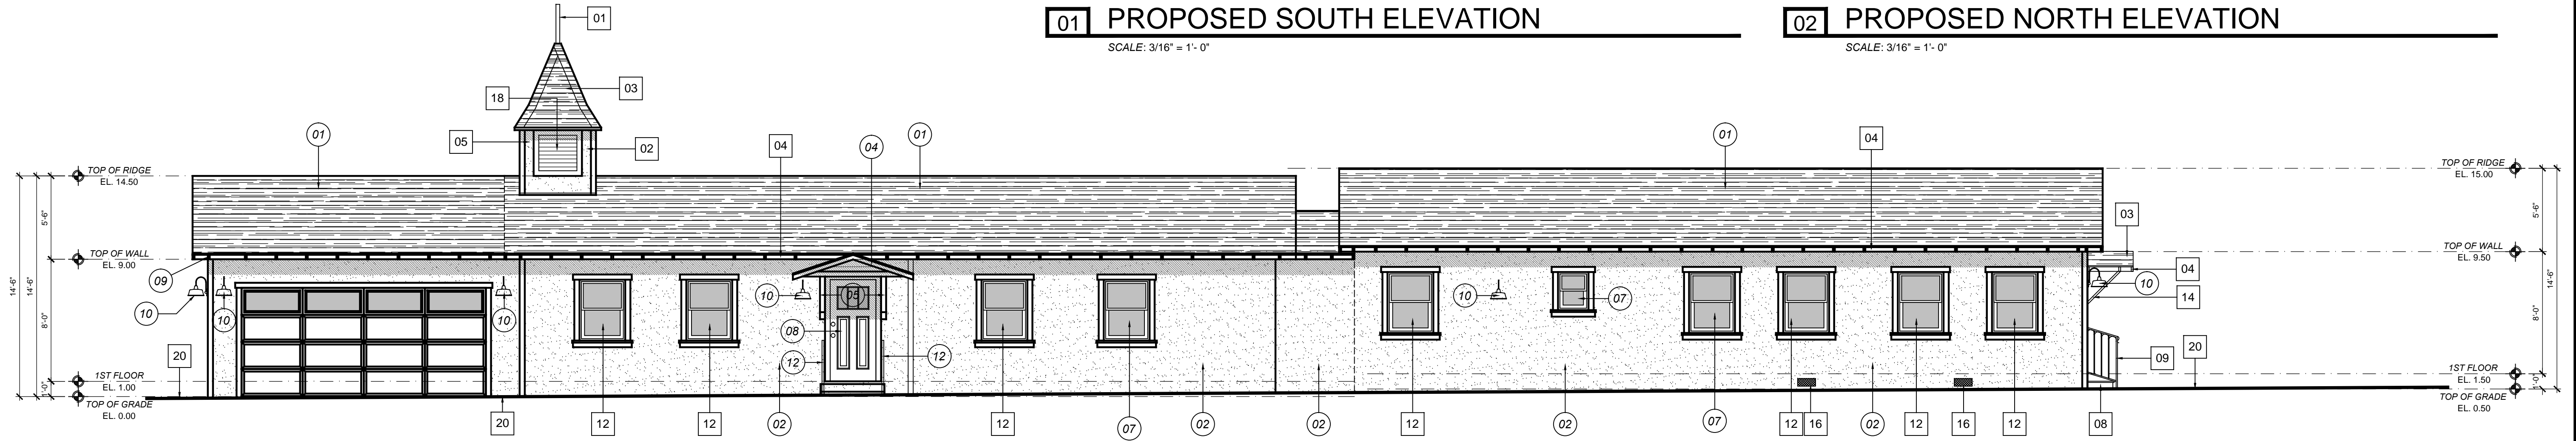 01 PROPOSED SOUTH ELEVATION
SCALE: 3/16" = 1'- 0"
02 PROPOSED NORTH ELEVATION
SCALE: 3/16" = 1'- 0"
01
03
18
05
02
01
04
04
01
01
04
TOP OF RIDGE
EL. 14.50
TOP OF RIDGE
EL. 15.00
14'-6"
14'-6"
5'-6"
5'-6"
14'-6"
03
TOP OF WALL
EL. 9.00
TOP OF WALL
EL. 9.50
09
04
10
10
10
10
05
10
07
10
14
8'-0"
8'-0"
08
12
12
20
09
20
1ST FLOOR
EL. 1.00
1ST FLOOR
EL. 1.50
1'-0"
1'-0"
TOP OF GRADE
EL. 0.00
TOP OF GRADE
EL. 0.50
20
12
12
02
12
07
02
02
12
02
07
12
16
02
12
16
12
08